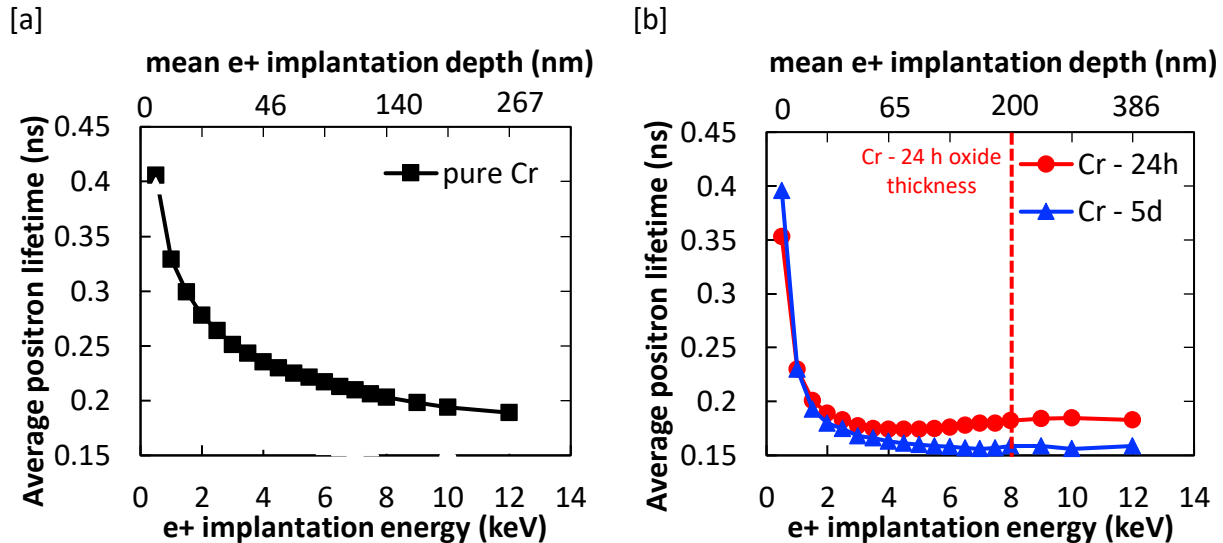 [a]
mean e+ implantation depth (nm)
0 46 140 267
0.45
0.4
0.35
0.3
0.25
0.2
0.15
Average positron lifetime (ns)
pure Cr
0 2 4 6 8 10 12 14
e+ implantation energy (keV)
[b]
mean e+ implantation depth (nm)
0 65 200 386
0.45
0.4
0.35
0.3
0.25
0.2
0.15
Average positron lifetime (ns)
Cr - 24 h oxide
thickness
Cr - 24h
Cr - 5d
0 2 4 6 8 10 12 14
e+ implantation energy (keV)